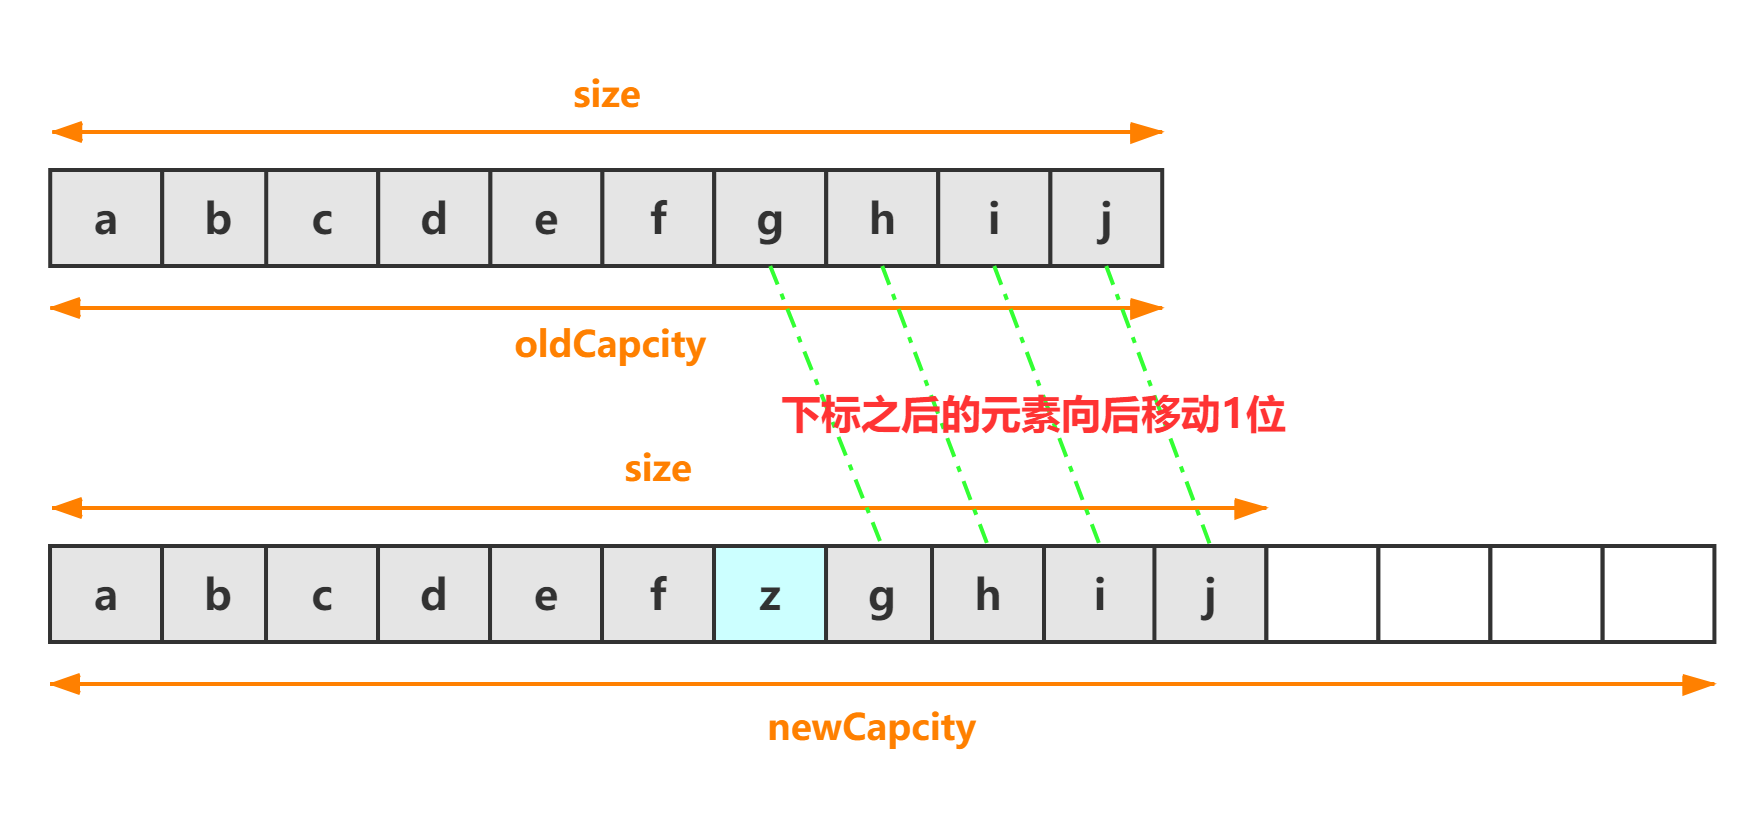 size
a b c d e f g h i j
oldCapcity
下标之后的元素向后移动1位
size
a b c d e f z g h i j
newCapcity